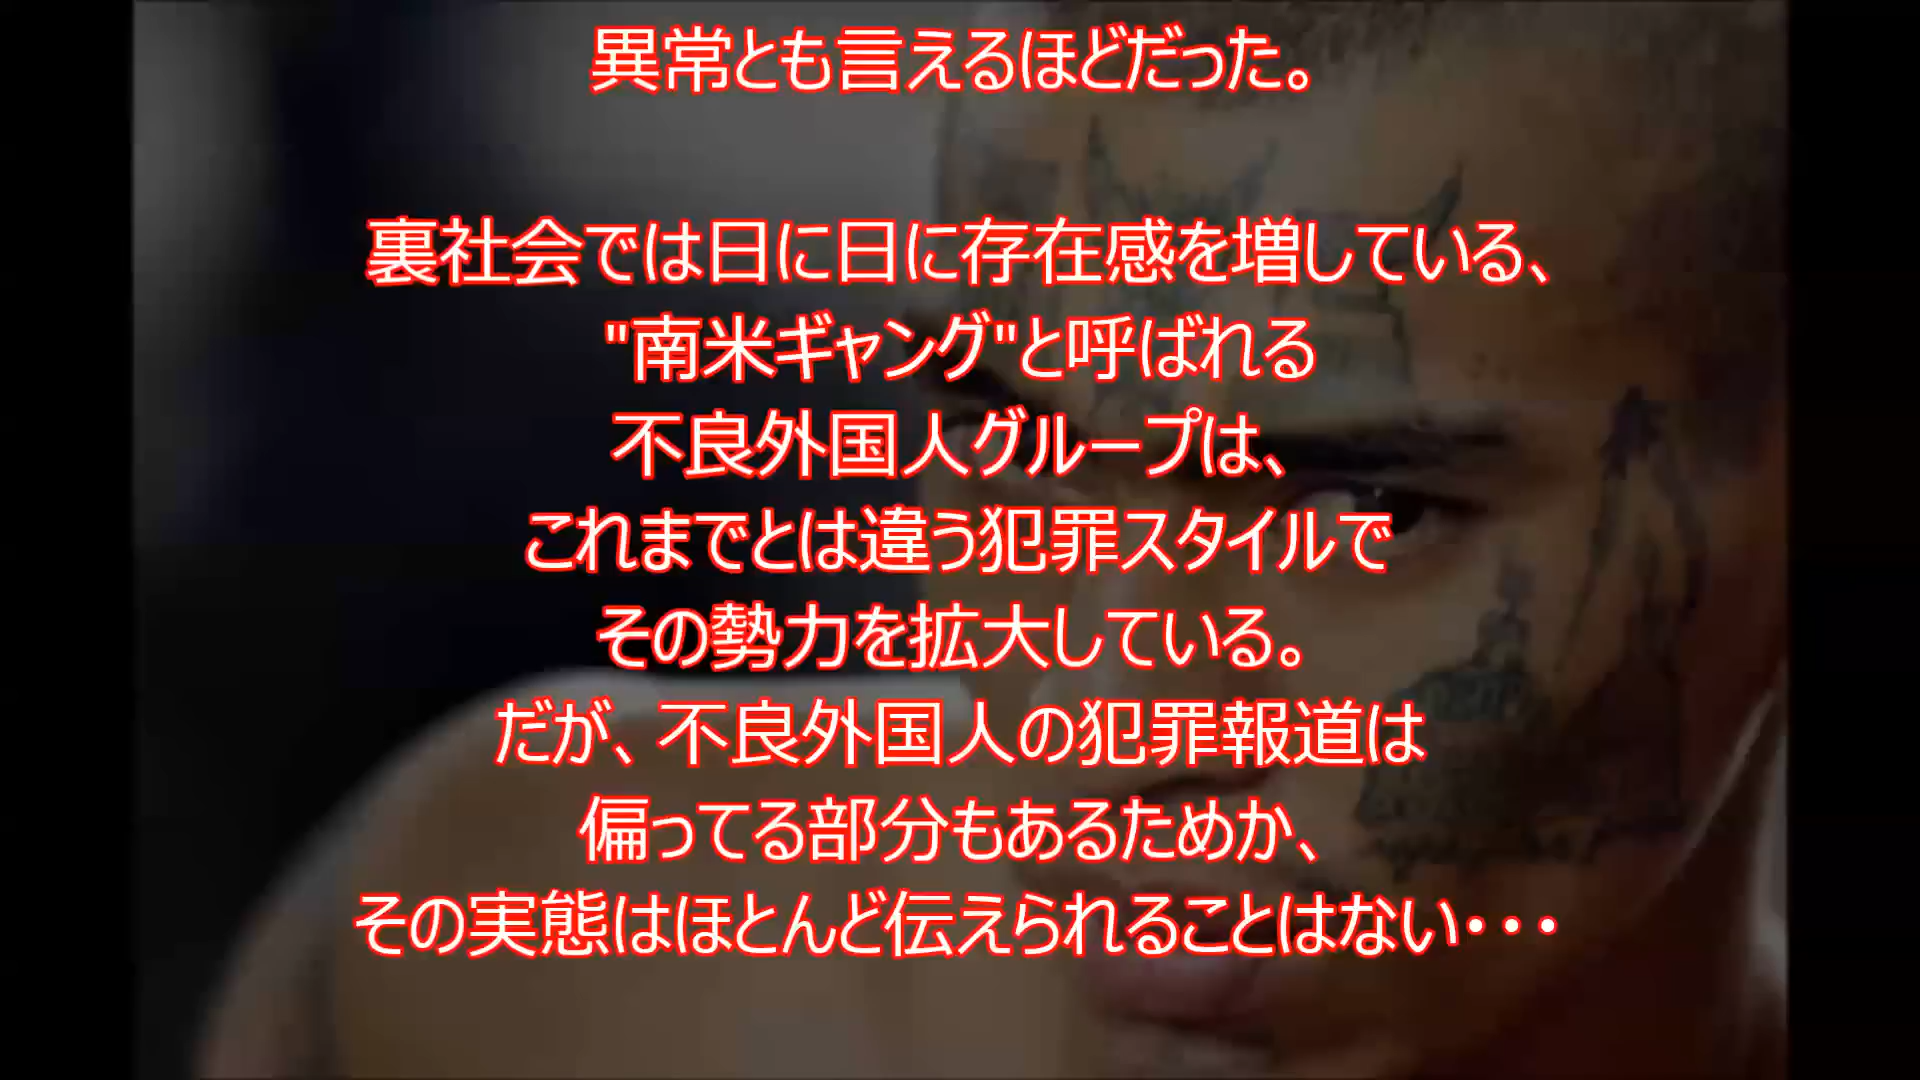 異常とも言えるほどだった。
裏社会では日に日に存在感を増している、
"南米ギャング"と呼ばれる
不良外国人グループは、
これまでとは違う犯罪スタイルで
その勢力を拡大している。
だが、不良外国人の犯罪報道は
偏ってる部分もあるためか、
その実態はほとんど伝えられることはない・・・